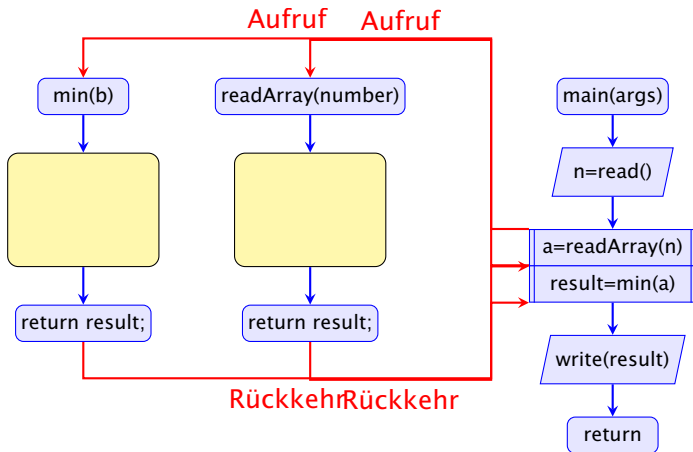 Aufruf
Aufruf
min(b)
readArray(number)
main(args)
n=read()
a=readArray(n)
result=min(a)
return result;
return result;
write(result)
Rückkehr
Rückkehr
return